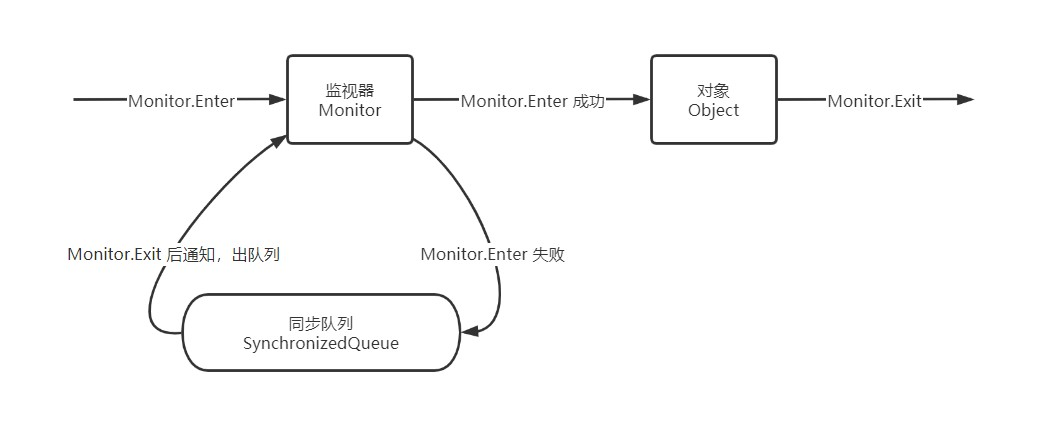 监视器
Monitor
对象
Object
Monitor.Enter
Monitor.Enter 成功
Monitor.Exit
Monitor.Exit 后通知，出队列
Monitor.Enter 失败
同步队列
SynchronizedQueue